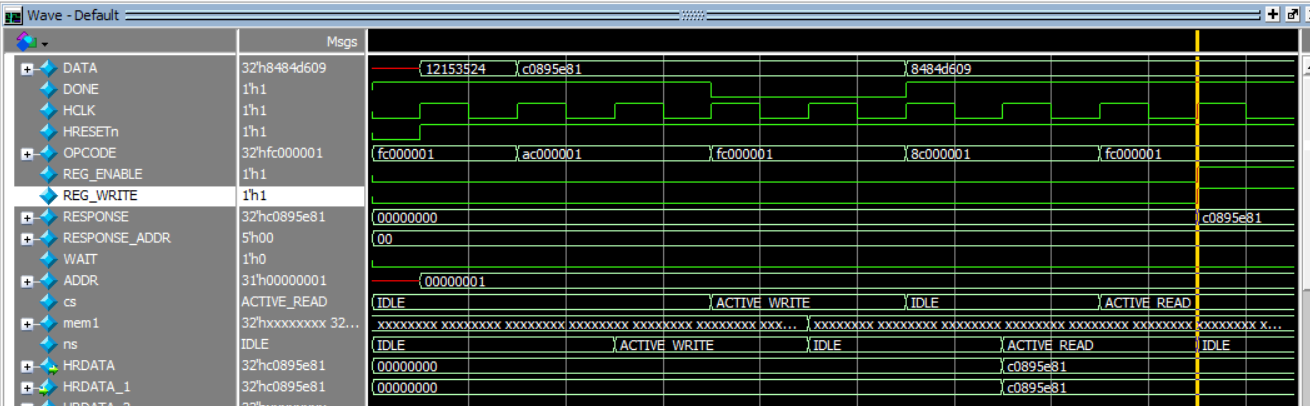 Wave - Default
Msgs
DATA 32'h8484d609 12153524 c0895e81 8484d609
DONE 1'h1
HCLK 1'h1
HRESETn 1'h1
OPCODE 32'hfc000001 fc000001 ac000001 fc000001 8c000001 fc000001
REG_ENABLE 1'h1
REG_WRITE 1'h1
RESPONSE 32'hc0895e81 00000000 c0895e81
RESPONSE_ADDR 5'h00 00
WAIT 1'h0
ADDR 31'h00000001 00000001
cs ACTIVE_READ IDLE ACTIVE_WRITE IDLE ACTIVE_READ
mem1 32'hxxxxxxxx 32... xxxxxxxx xxxxxxxx xxxxxxxx xxxxxxxx xxxxxxxx xxxxxxxx xxx... xxxxxxxx xxxxxxxx xxxxxxxx xxxxxxxx xxxxxxxx xxxxxxxx xxxxxxxx x...
ns IDLE IDLE ACTIVE_WRITE IDLE ACTIVE_READ IDLE
HRDATA 32'hc0895e81 00000000 c0895e81
HRDATA_1 32'hc0895e81 00000000 c0895e81